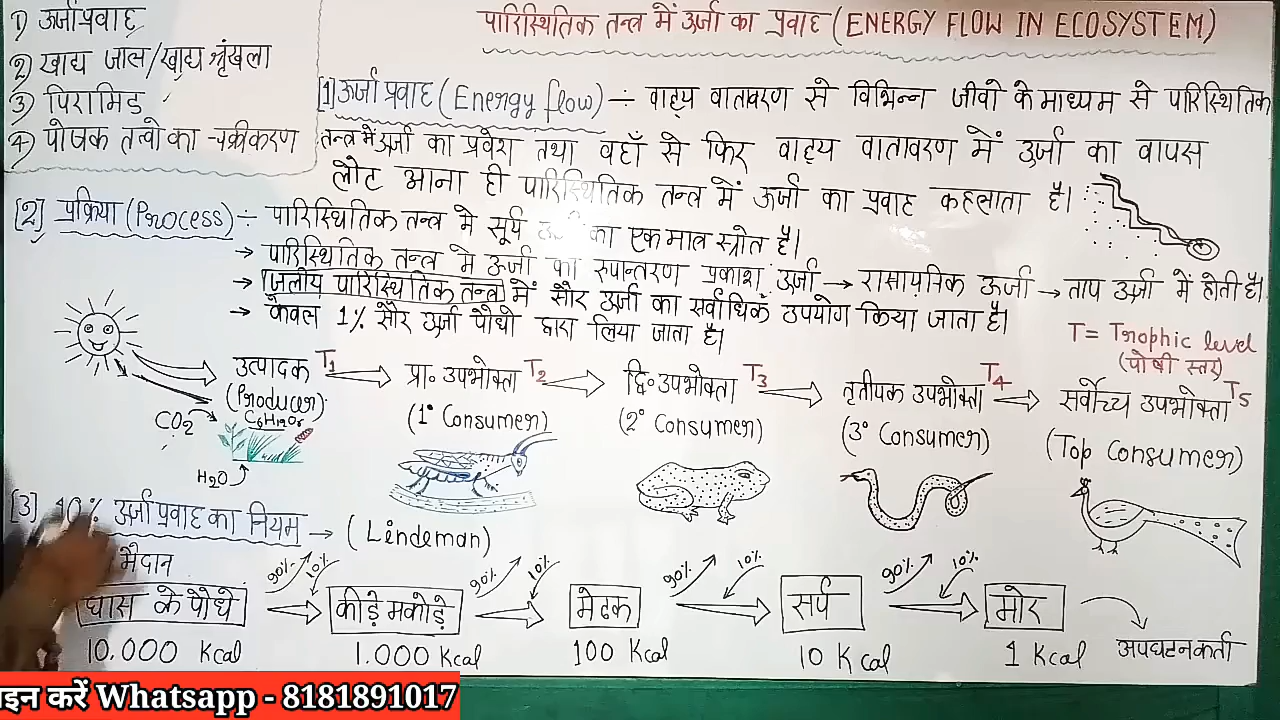 1) ऊर्जाप्रवाह
2) खाद्य जाल/खाद्य श्रृंखला
3) पिरामिड
4) पोषक तत्वो का चक्रीकरण
पारिस्थितिक तन्त्र में ऊर्जा का प्रवाह (ENERGY FLOW IN ECOSYSTEM)
[1] ऊर्जा प्रवाह (Energy flow) ÷ वाह्य वातावरण से विभिन्न जीवो के माध्यम से पारिस्थितिक
तन्त्र में ऊर्जा का प्रवेश तथा वहाँ से फिर वाह्य वातावरण में ऊर्जा का वापस
लौट आना ही पारिस्थितिक तन्त्र में ऊर्जा का प्रवाह कहलाता है।
[2] प्रक्रिया (Process) ÷ पारिस्थितिक तन्त्र मे सूर्य का एकमात्र स्त्रोत है।
→ पारिस्थितिक तन्त्र मे ऊर्जा का रुपान्तरण प्रकाश ऊर्जा → रासायनिक ऊर्जा → ताप ऊर्जा में होती है।
→ जलीय पारिस्थितिक तन्त्र में सौर ऊर्जा का सर्वाधिक उपयोग किया जाता है।
→ केवल 1% सौर ऊर्जा पौधो द्वारा लिया जाता है।
T = Trophic level
(पोषी स्तर)
उत्पादक T1 प्रा॰ उपभोक्ता T2 द्वि॰ उपभोक्ता T3 तृतीयक उपभोक्ता T4 सर्वोच्च उपभोक्ता T5
(Producer) (1° Consumer) (2° Consumer) (3° Consumer) (Top Consumer)
CO2 C6H12O6
H2O
[3] 10% ऊर्जा प्रवाह का नियम → (Lindeman)
मैदान
90% 10% 90% 10% 90% 10% 90% 10%
घास के पौधे कीड़े मकोड़े मेढक सर्प मोर
10,000 Kcal 1,000 Kcal 100 Kcal 10 Kcal 1 Kcal अपघटनकर्ता
इन करें Whatsapp - 8181891017